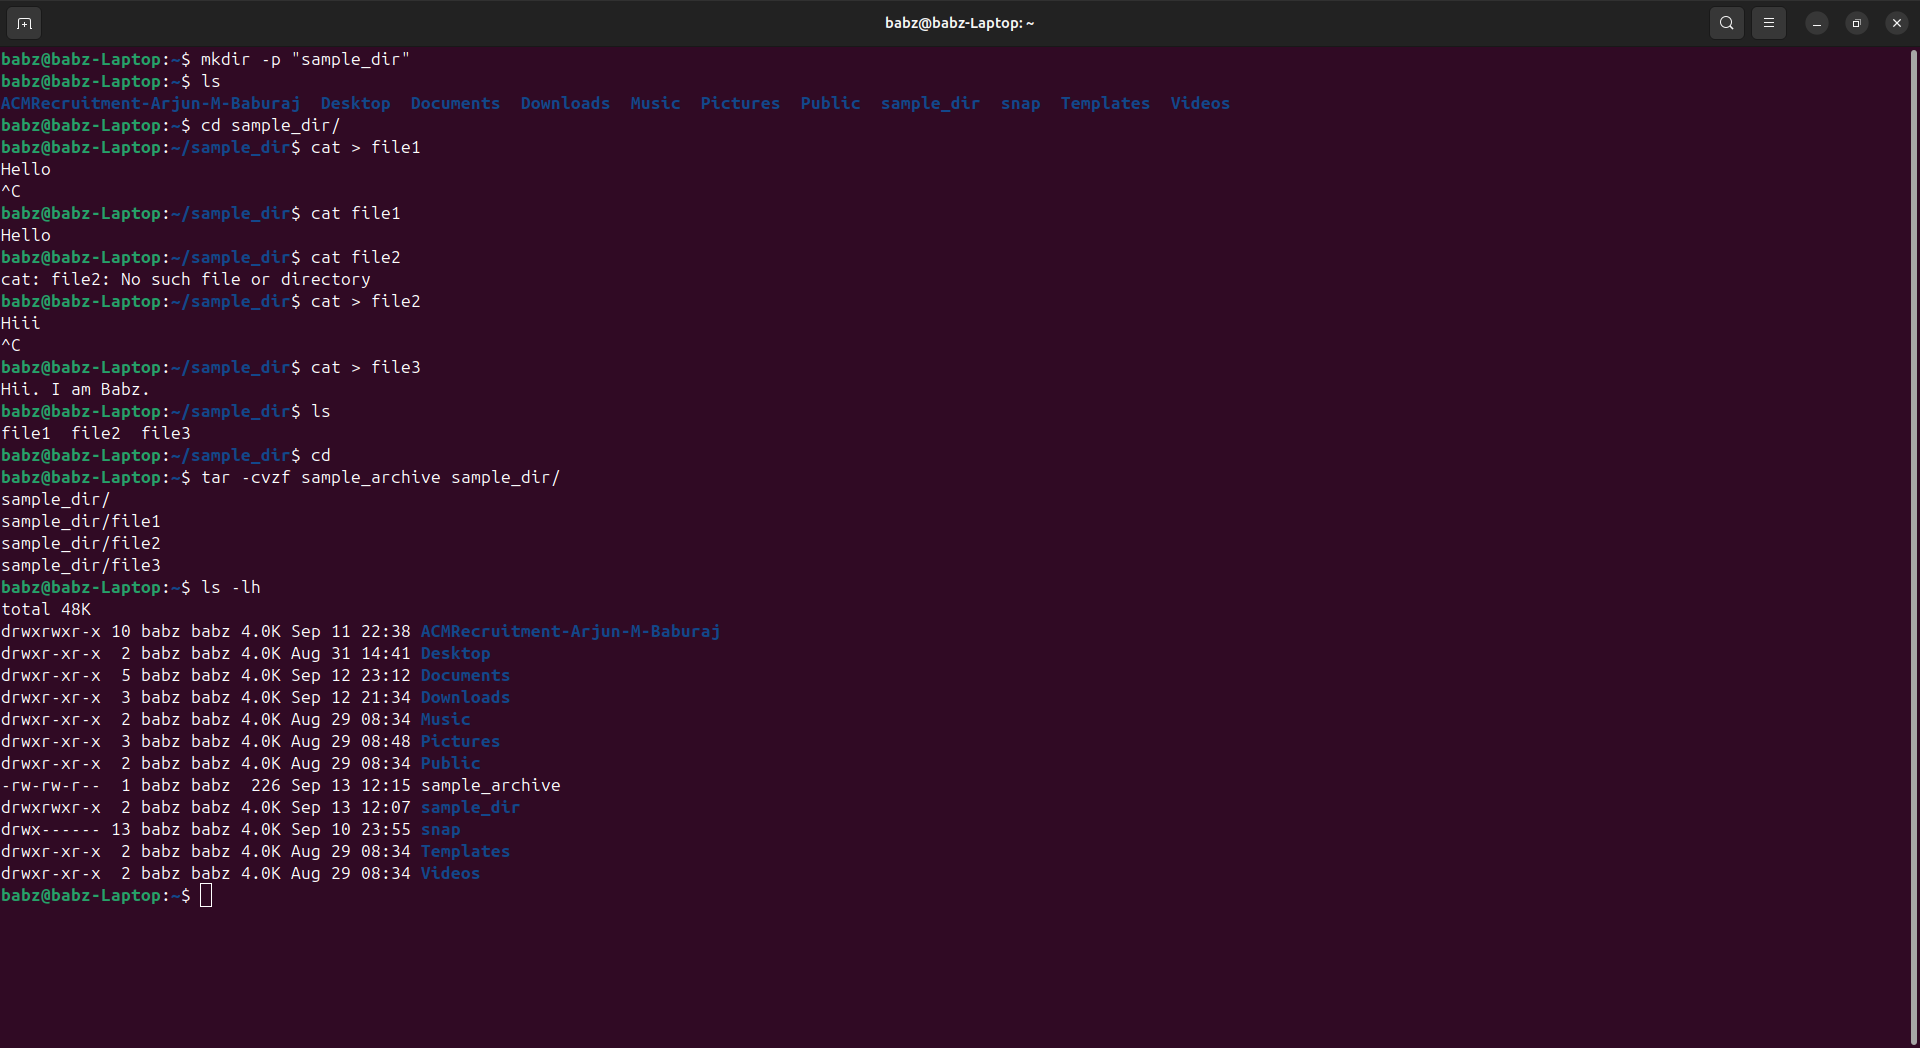 babz@babz-Laptop: ~
babz@babz-Laptop:~$ mkdir -p "sample_dir"
babz@babz-Laptop:~$ ls
ACMRecruitment-Arjun-M-Baburaj  Desktop  Documents  Downloads  Music  Pictures  Public  sample_dir  snap  Templates  Videos
babz@babz-Laptop:~$ cd sample_dir/
babz@babz-Laptop:~/sample_dir$ cat > file1
Hello
^C
babz@babz-Laptop:~/sample_dir$ cat file1
Hello
babz@babz-Laptop:~/sample_dir$ cat file2
cat: file2: No such file or directory
babz@babz-Laptop:~/sample_dir$ cat > file2
Hiii
^C
babz@babz-Laptop:~/sample_dir$ cat > file3
Hii. I am Babz.
babz@babz-Laptop:~/sample_dir$ ls
file1  file2  file3
babz@babz-Laptop:~/sample_dir$ cd
babz@babz-Laptop:~$ tar -cvzf sample_archive sample_dir/
sample_dir/
sample_dir/file1
sample_dir/file2
sample_dir/file3
babz@babz-Laptop:~$ ls -lh
total 48K
drwxrwxr-x 10 babz babz 4.0K Sep 11 22:38 ACMRecruitment-Arjun-M-Baburaj
drwxr-xr-x  2 babz babz 4.0K Aug 31 14:41 Desktop
drwxr-xr-x  5 babz babz 4.0K Sep 12 23:12 Documents
drwxr-xr-x  3 babz babz 4.0K Sep 12 21:34 Downloads
drwxr-xr-x  2 babz babz 4.0K Aug 29 08:34 Music
drwxr-xr-x  3 babz babz 4.0K Aug 29 08:48 Pictures
drwxr-xr-x  2 babz babz 4.0K Aug 29 08:34 Public
-rw-rw-r--  1 babz babz  226 Sep 13 12:15 sample_archive
drwxrwxr-x  2 babz babz 4.0K Sep 13 12:07 sample_dir
drwx------ 13 babz babz 4.0K Sep 10 23:55 snap
drwxr-xr-x  2 babz babz 4.0K Aug 29 08:34 Templates
drwxr-xr-x  2 babz babz 4.0K Aug 29 08:34 Videos
babz@babz-Laptop:~$